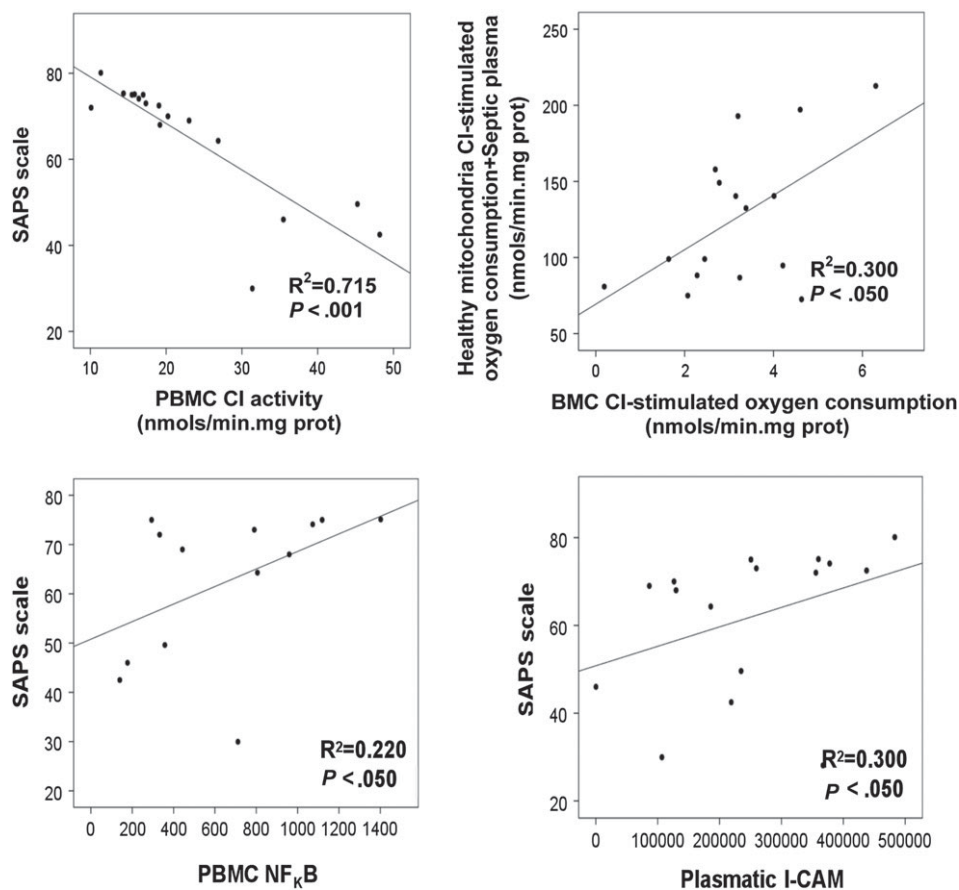 80
60
40
20
SAPS scale
R²=0.715
P < .001
10 20 30 40 50
PBMC CI activity
(nmols/min.mg prot)
250
200
150
100
50
Healthy mitochondria CI-stimulated
oxygen consumption+Septic plasma
(nmols/min.mg prot)
R²=0.300
P < .050
0 2 4 6
BMC CI-stimulated oxygen consumption
(nmols/min.mg prot)
80
70
60
50
40
30
20
SAPS scale
R²=0.220
P < .050
0 200 400 600 800 1000 1200 1400
PBMC NFκB
80
60
40
20
SAPS scale
R²=0.300
P < .050
0 100000 200000 300000 400000 500000
Plasmatic I-CAM